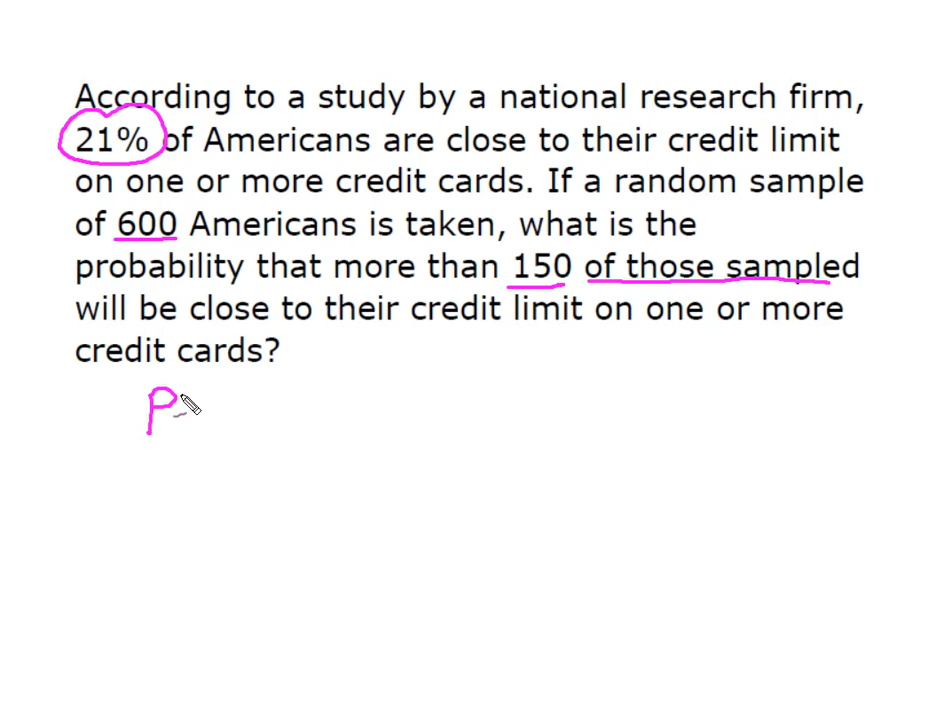 According to a study by a national research firm,
21% of Americans are close to their credit limit
on one or more credit cards. If a random sample
of 600 Americans is taken, what is the
probability that more than 150 of those sampled
will be close to their credit limit on one or more
credit cards?
P